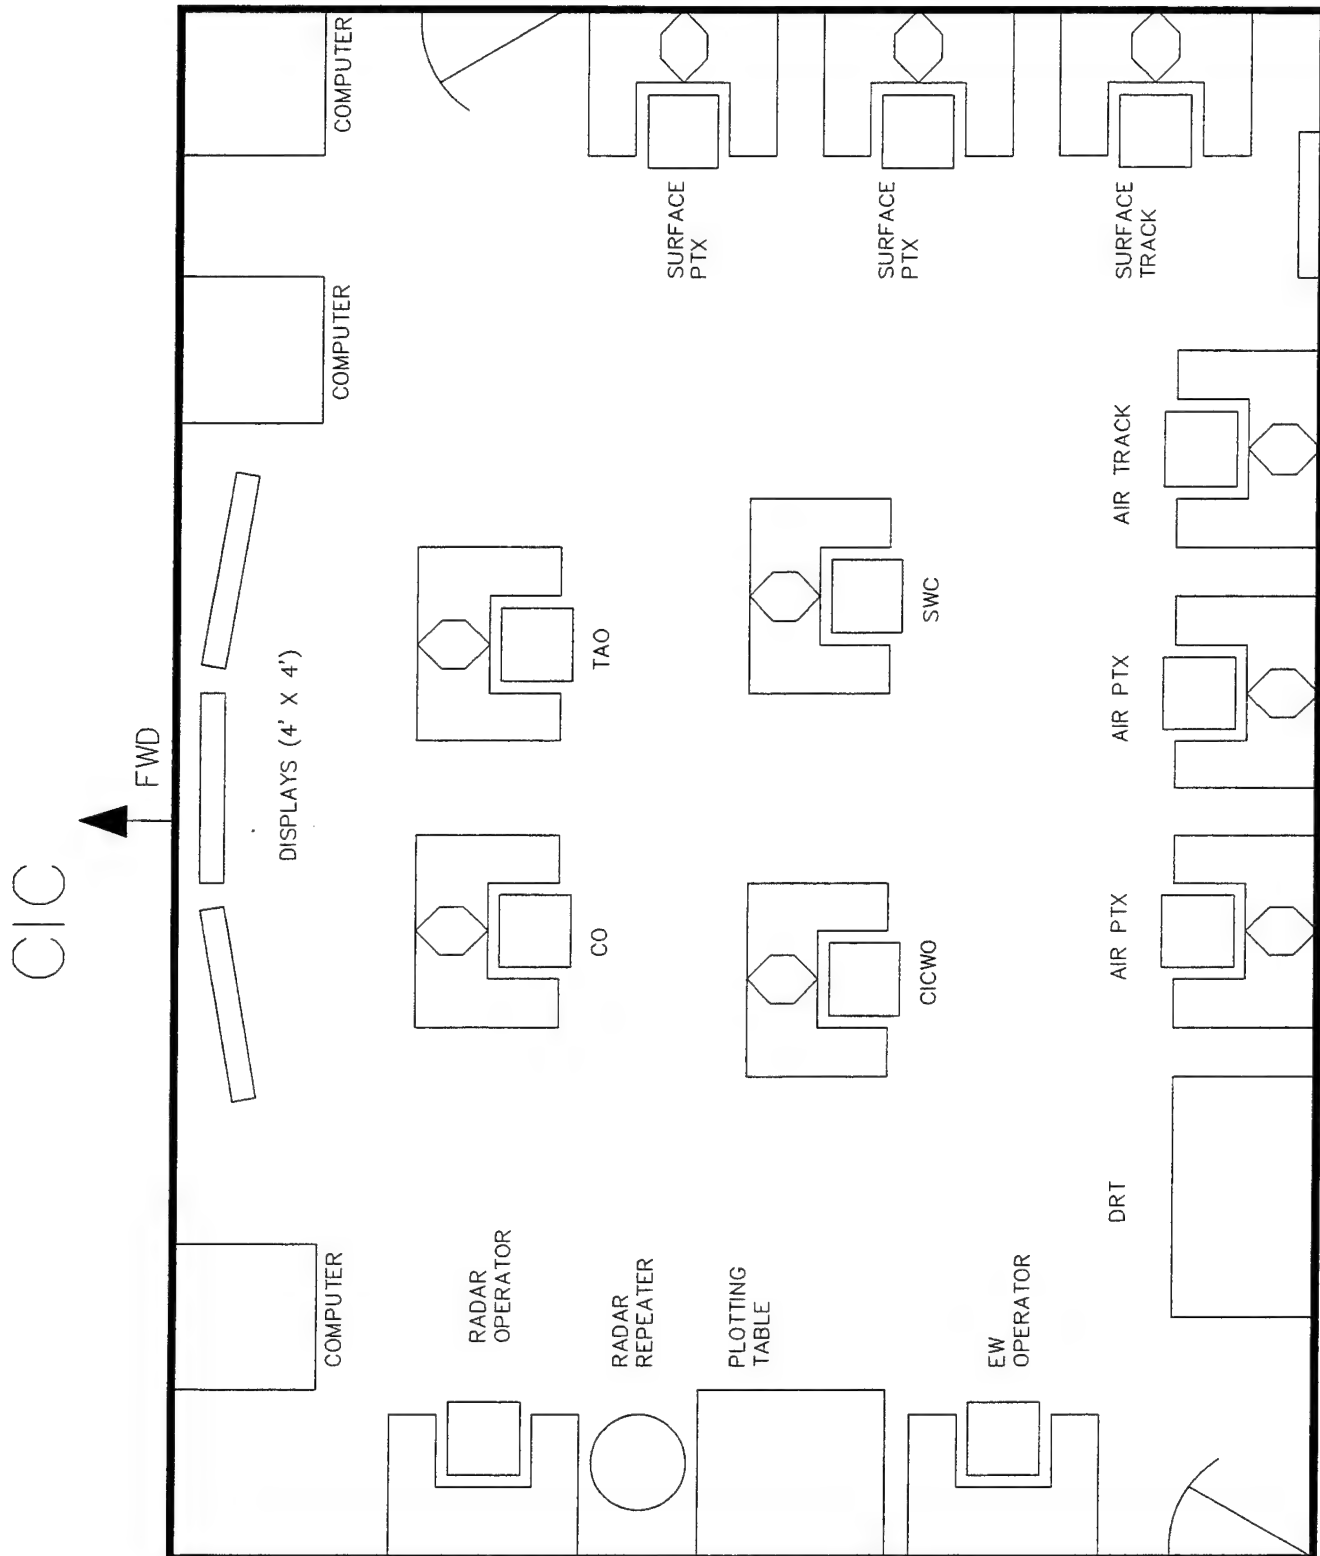 CIC
FWD
DISPLAYS (4' X 4')
COMPUTER
COMPUTER
COMPUTER
RADAR
OPERATOR
CO
TAO
RADAR
REPEATER
SURFACE
PTX
PLOTTING
TABLE
CICWO
SWC
SURFACE
PTX
EW
OPERATOR
SURFACE
TRACK
DRT
AIR PTX
AIR PTX
AIR TRACK